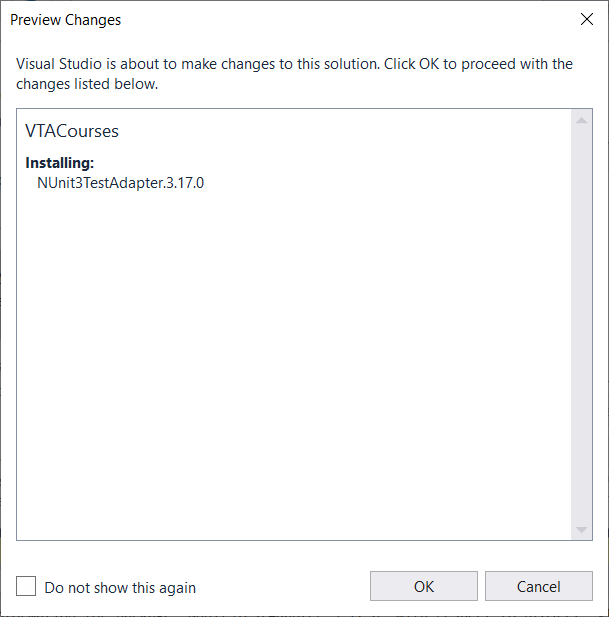 Preview Changes
Visual Studio is about to make changes to this solution. Click OK to proceed with the
changes listed below.
VTACourses
Installing:
NUnit3TestAdapter.3.17.0
Do not show this again
OK
Cancel